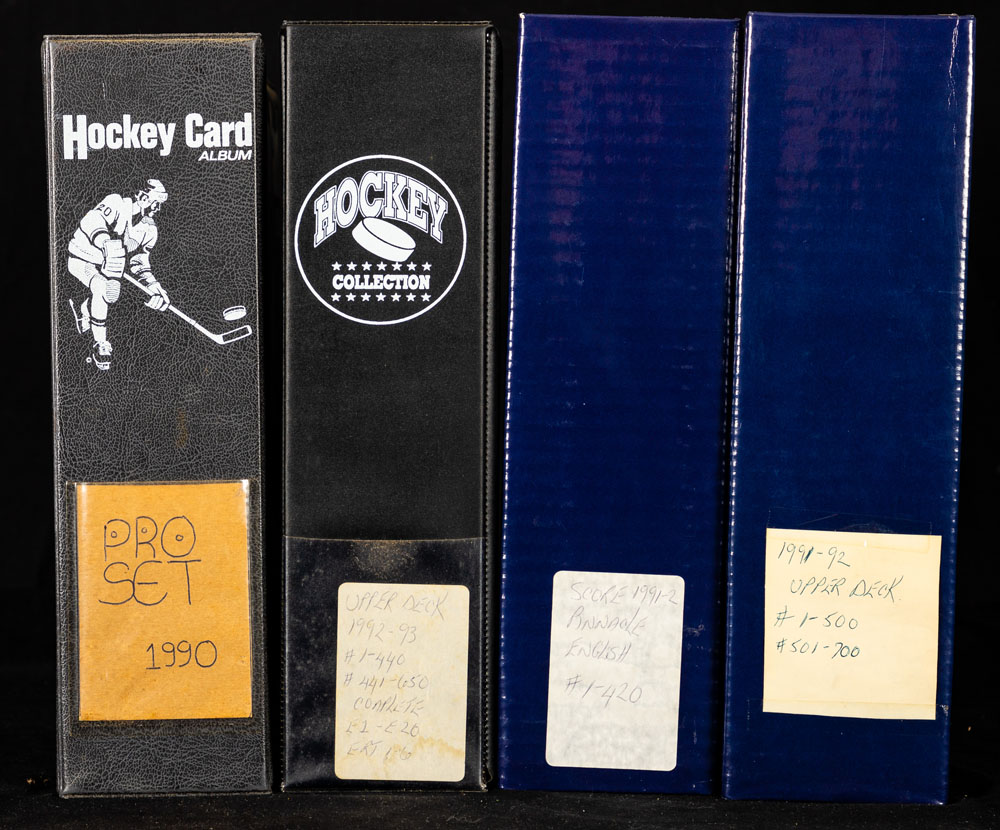 Hockey Card
ALBUM
20
PRO
SET
1990
HOCKEY
COLLECTION
UPPER DECK
1992-93
#1-440
#441-650
COMPLETE
E1-E20
SCORE 1991-2
PINNACLE
ENGLISH
#1-420
1991-92
UPPER DECK.
#1-500
#501-700